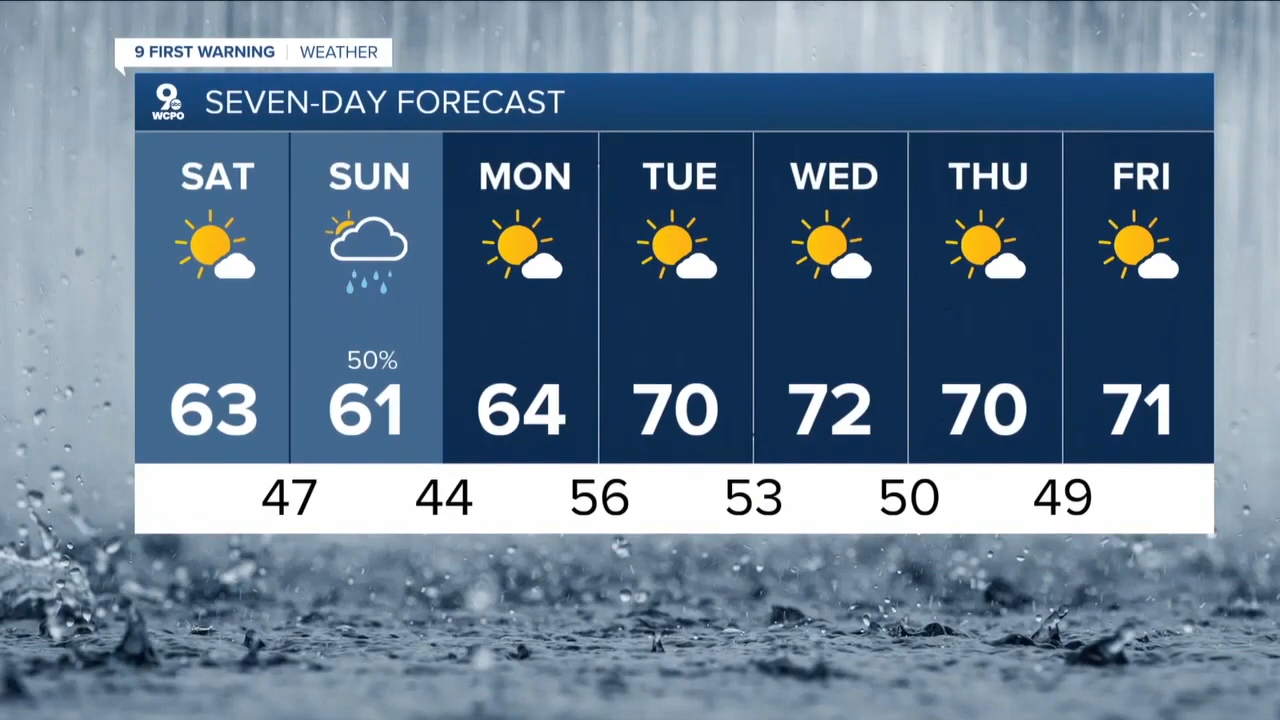 9 FIRST WARNING | WEATHER
9 abc
WCPO
SEVEN-DAY FORECAST
SAT SUN MON TUE WED THU FRI
50%
63 61 64 70 72 70 71
47 44 56 53 50 49